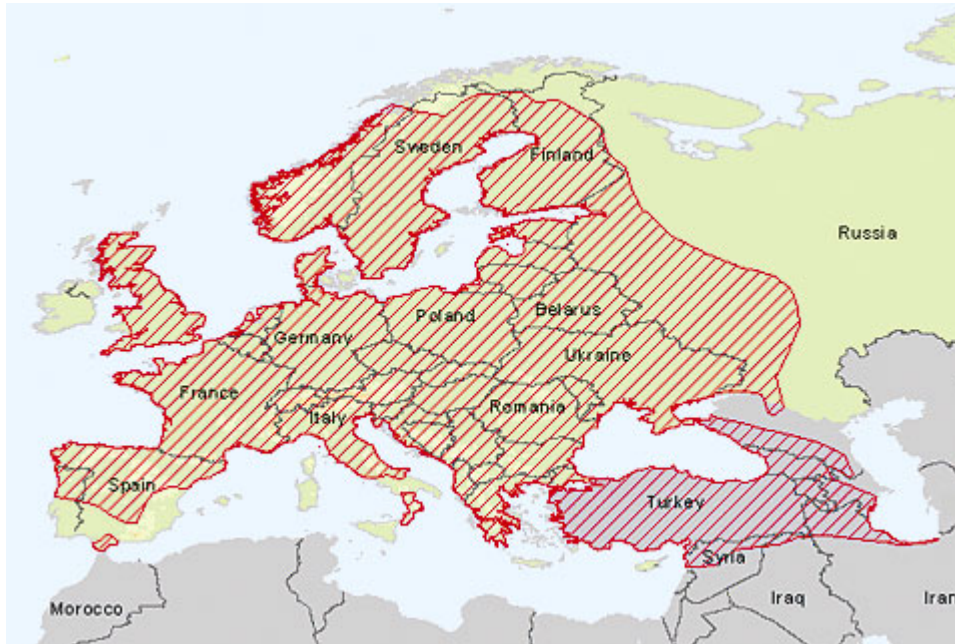 Sweden
Finland
Russia
Belarus
Poland
Germany
Ukraine
France
Romania
Italy
Spain
Turkey
Syria
Morocco
Iraq
Iran